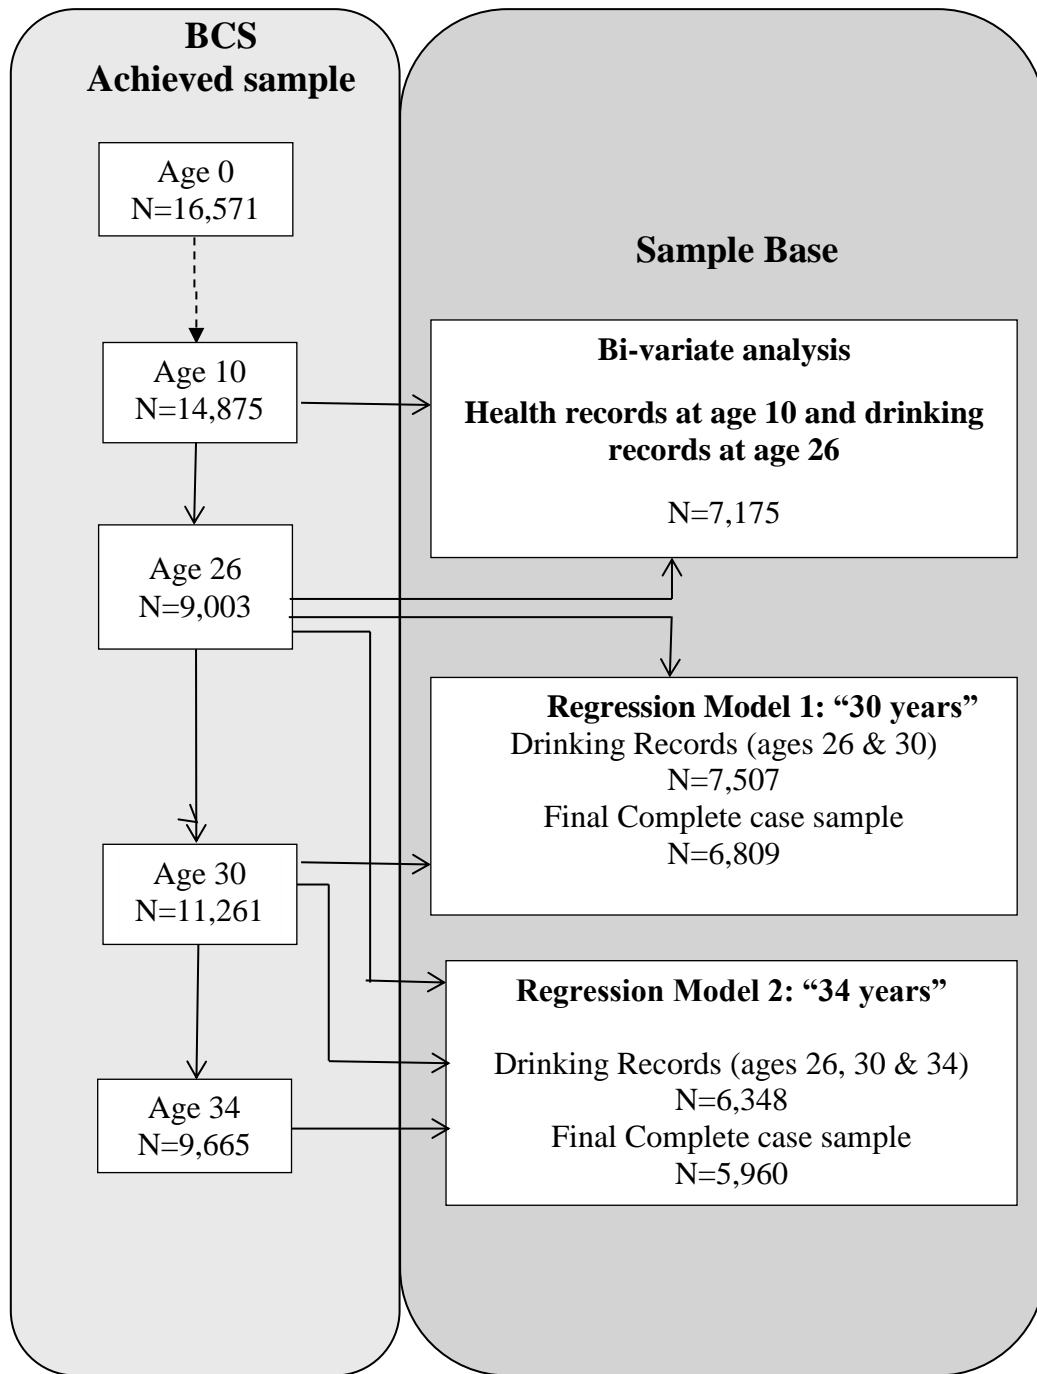 BCS
Achieved sample
Age 0
N=16,571
Age 10
N=14,875
Age 26
N=9,003
Age 30
N=11,261
Age 34
N=9,665
Sample Base
Bi-variate analysis
Health records at age 10 and drinking
records at age 26
N=7,175
Regression Model 1: “30 years”
Drinking Records (ages 26 & 30)
N=7,507
Final Complete case sample
N=6,809
Regression Model 2: “34 years”
Drinking Records (ages 26, 30 & 34)
N=6,348
Final Complete case sample
N=5,960